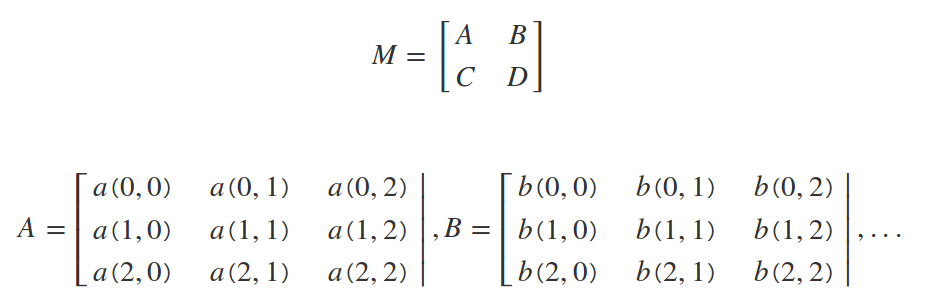 M = [ A B
C D ]
A = [ a(0,0) a(0,1) a(0,2) |, B = [ b(0,0) b(0,1) b(0,2) |, ...
a(1,0) a(1,1) a(1,2) b(1,0) b(1,1) b(1,2)
a(2,0) a(2,1) a(2,2) b(2,0) b(2,1) b(2,2)